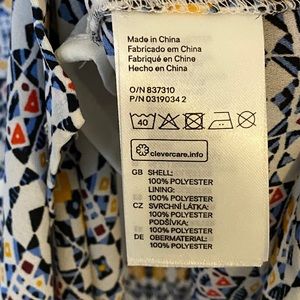 Made in China
Fabricado em China
Fabriqué en Chine
Hecho en China
O/N 837310
P/N 0319034 2
40
clevercare.info
GB SHELL:
100% POLYESTER
LINING:
100% POLYESTER
CZ SVRCHNÍ LÁTKA:
100% POLYESTER
PODŠÍVKA:
100% POLYESTER
DE OBERMATERIAL:
100% POLYESTER